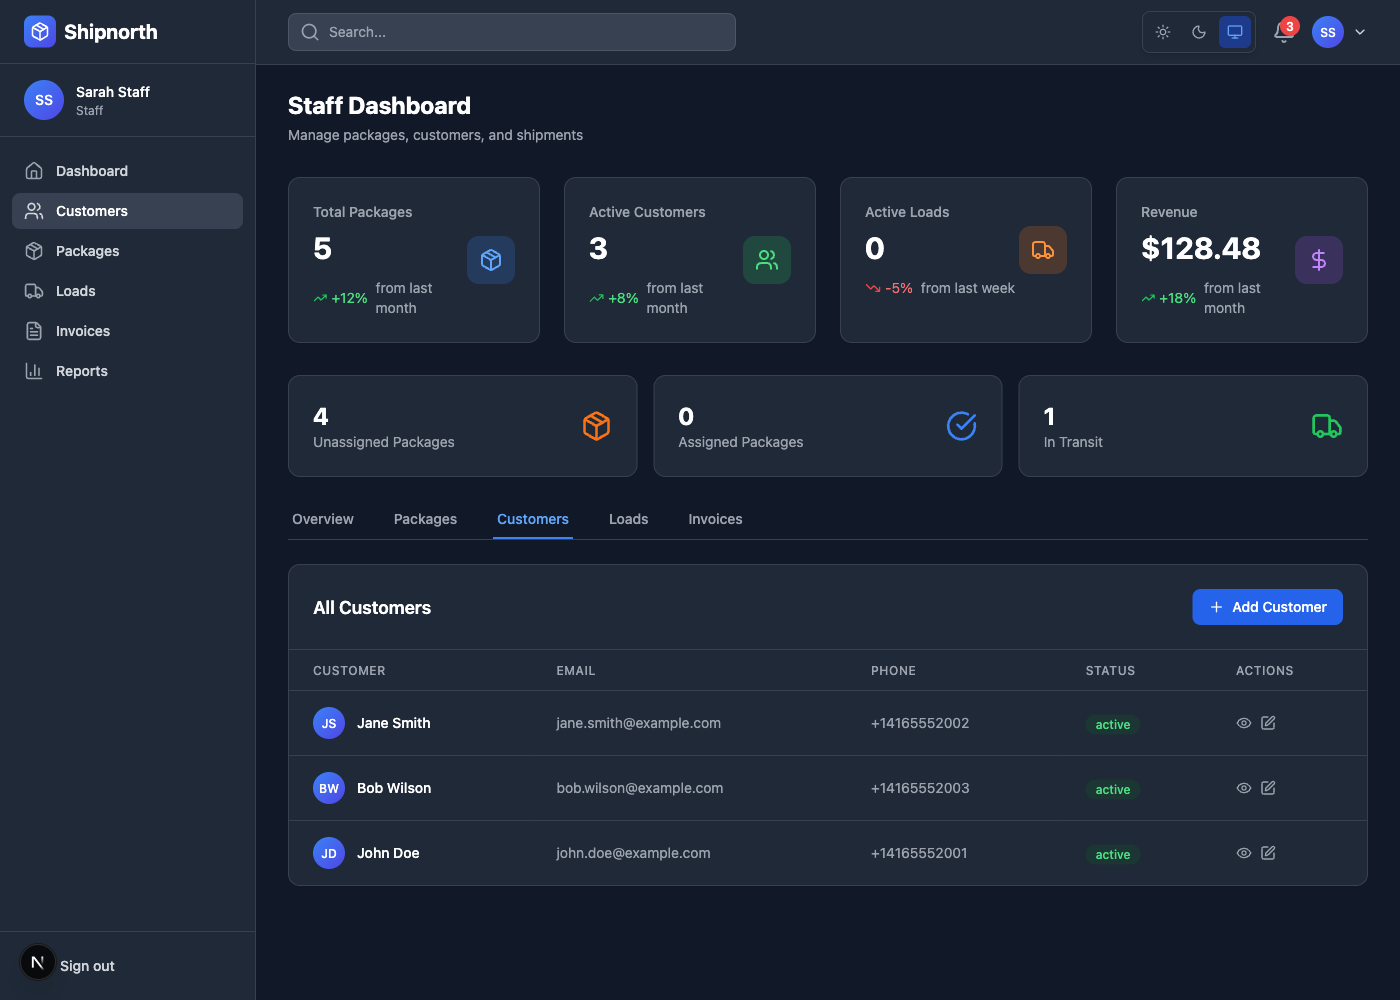 Shipnorth
Search...
3
SS
SS
Sarah Staff
Staff
Dashboard
Customers
Packages
Loads
Invoices
Reports
N
Sign out
Staff Dashboard
Manage packages, customers, and shipments
Total Packages
5
+12% from last
month
Active Customers
3
+8% from last
month
Active Loads
0
-5% from last week
Revenue
$128.48
+18% from last
month
4
Unassigned Packages
0
Assigned Packages
1
In Transit
Overview Packages Customers Loads Invoices
All Customers
Add Customer
CUSTOMER EMAIL PHONE STATUS ACTIONS
JS Jane Smith jane.smith@example.com +14165552002 active
BW Bob Wilson bob.wilson@example.com +14165552003 active
JD John Doe john.doe@example.com +14165552001 active